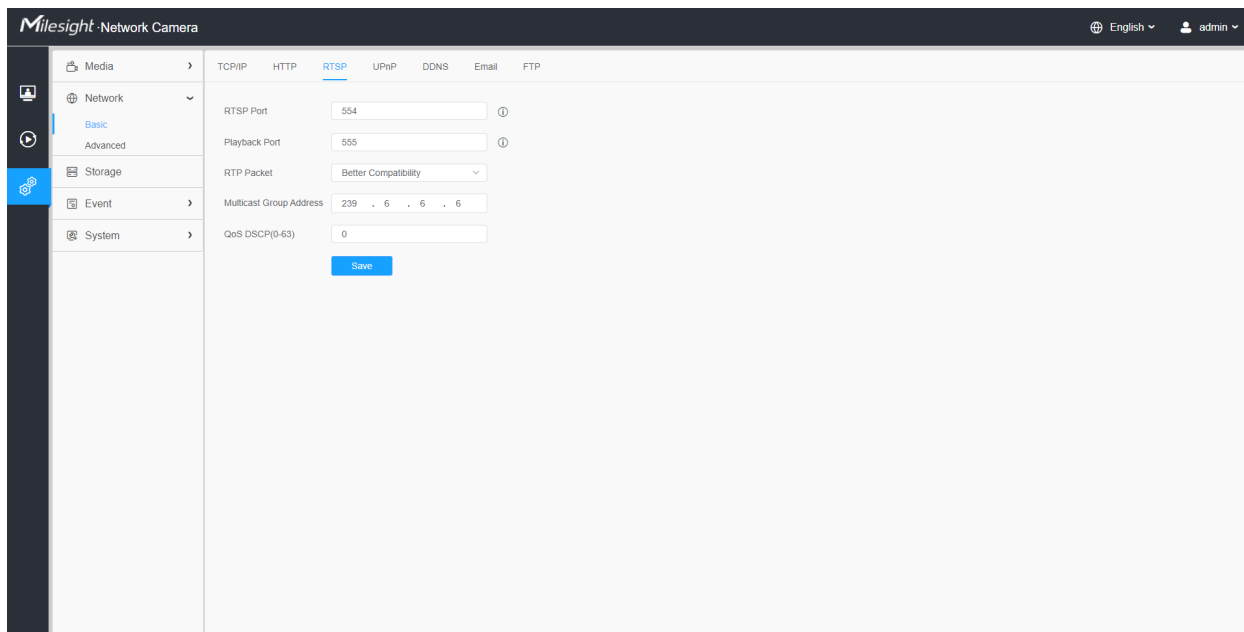 Milesight ·Network Camera
English
admin
Media
Network
Basic
Advanced
Storage
Event
System
TCP/IP HTTP RTSP UPnP DDNS Email FTP
RTSP Port 554
Playback Port 555
RTP Packet Better Compatibility
Multicast Group Address 239 . 6 . 6 . 6
QoS DSCP(0-63) 0
Save